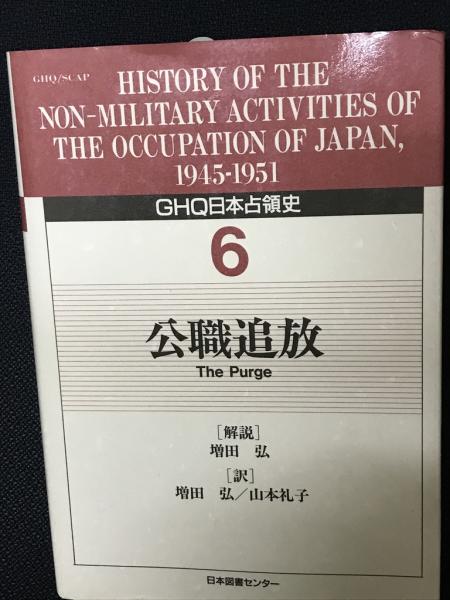 GHQ/SCAP
HISTORY OF THE
NON-MILITARY ACTIVITIES OF
THE OCCUPATION OF JAPAN,
1945-1951
GHQ日本占領史
6
公職追放
The Purge
[解説]
増田 弘
[訳]
増田 弘/山本礼子
日本図書センター